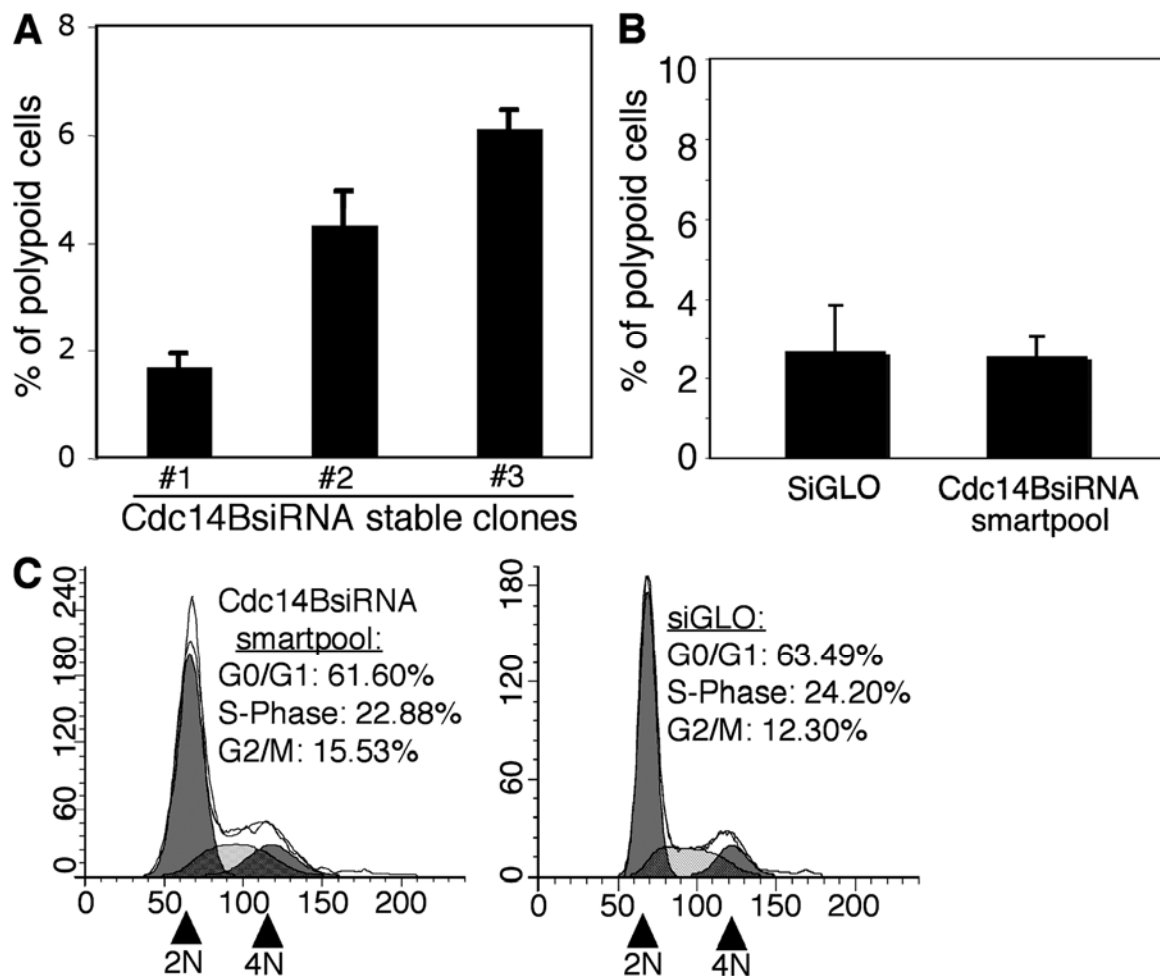 A
% of polypoid cells
8
6
4
2
0
#1 #2 #3
Cdc14BsiRNA stable clones
B
% of polypoid cells
10
8
6
4
2
0
SiGLO Cdc14BsiRNA
smartpool
C
240
180
120
60
0
Cdc14BsiRNA
smartpool:
G0/G1: 61.60%
S-Phase: 22.88%
G2/M: 15.53%
0 50 100 150 200
2N 4N
180
120
60
0
siGLO:
G0/G1: 63.49%
S-Phase: 24.20%
G2/M: 12.30%
0 50 100 150 200
2N 4N